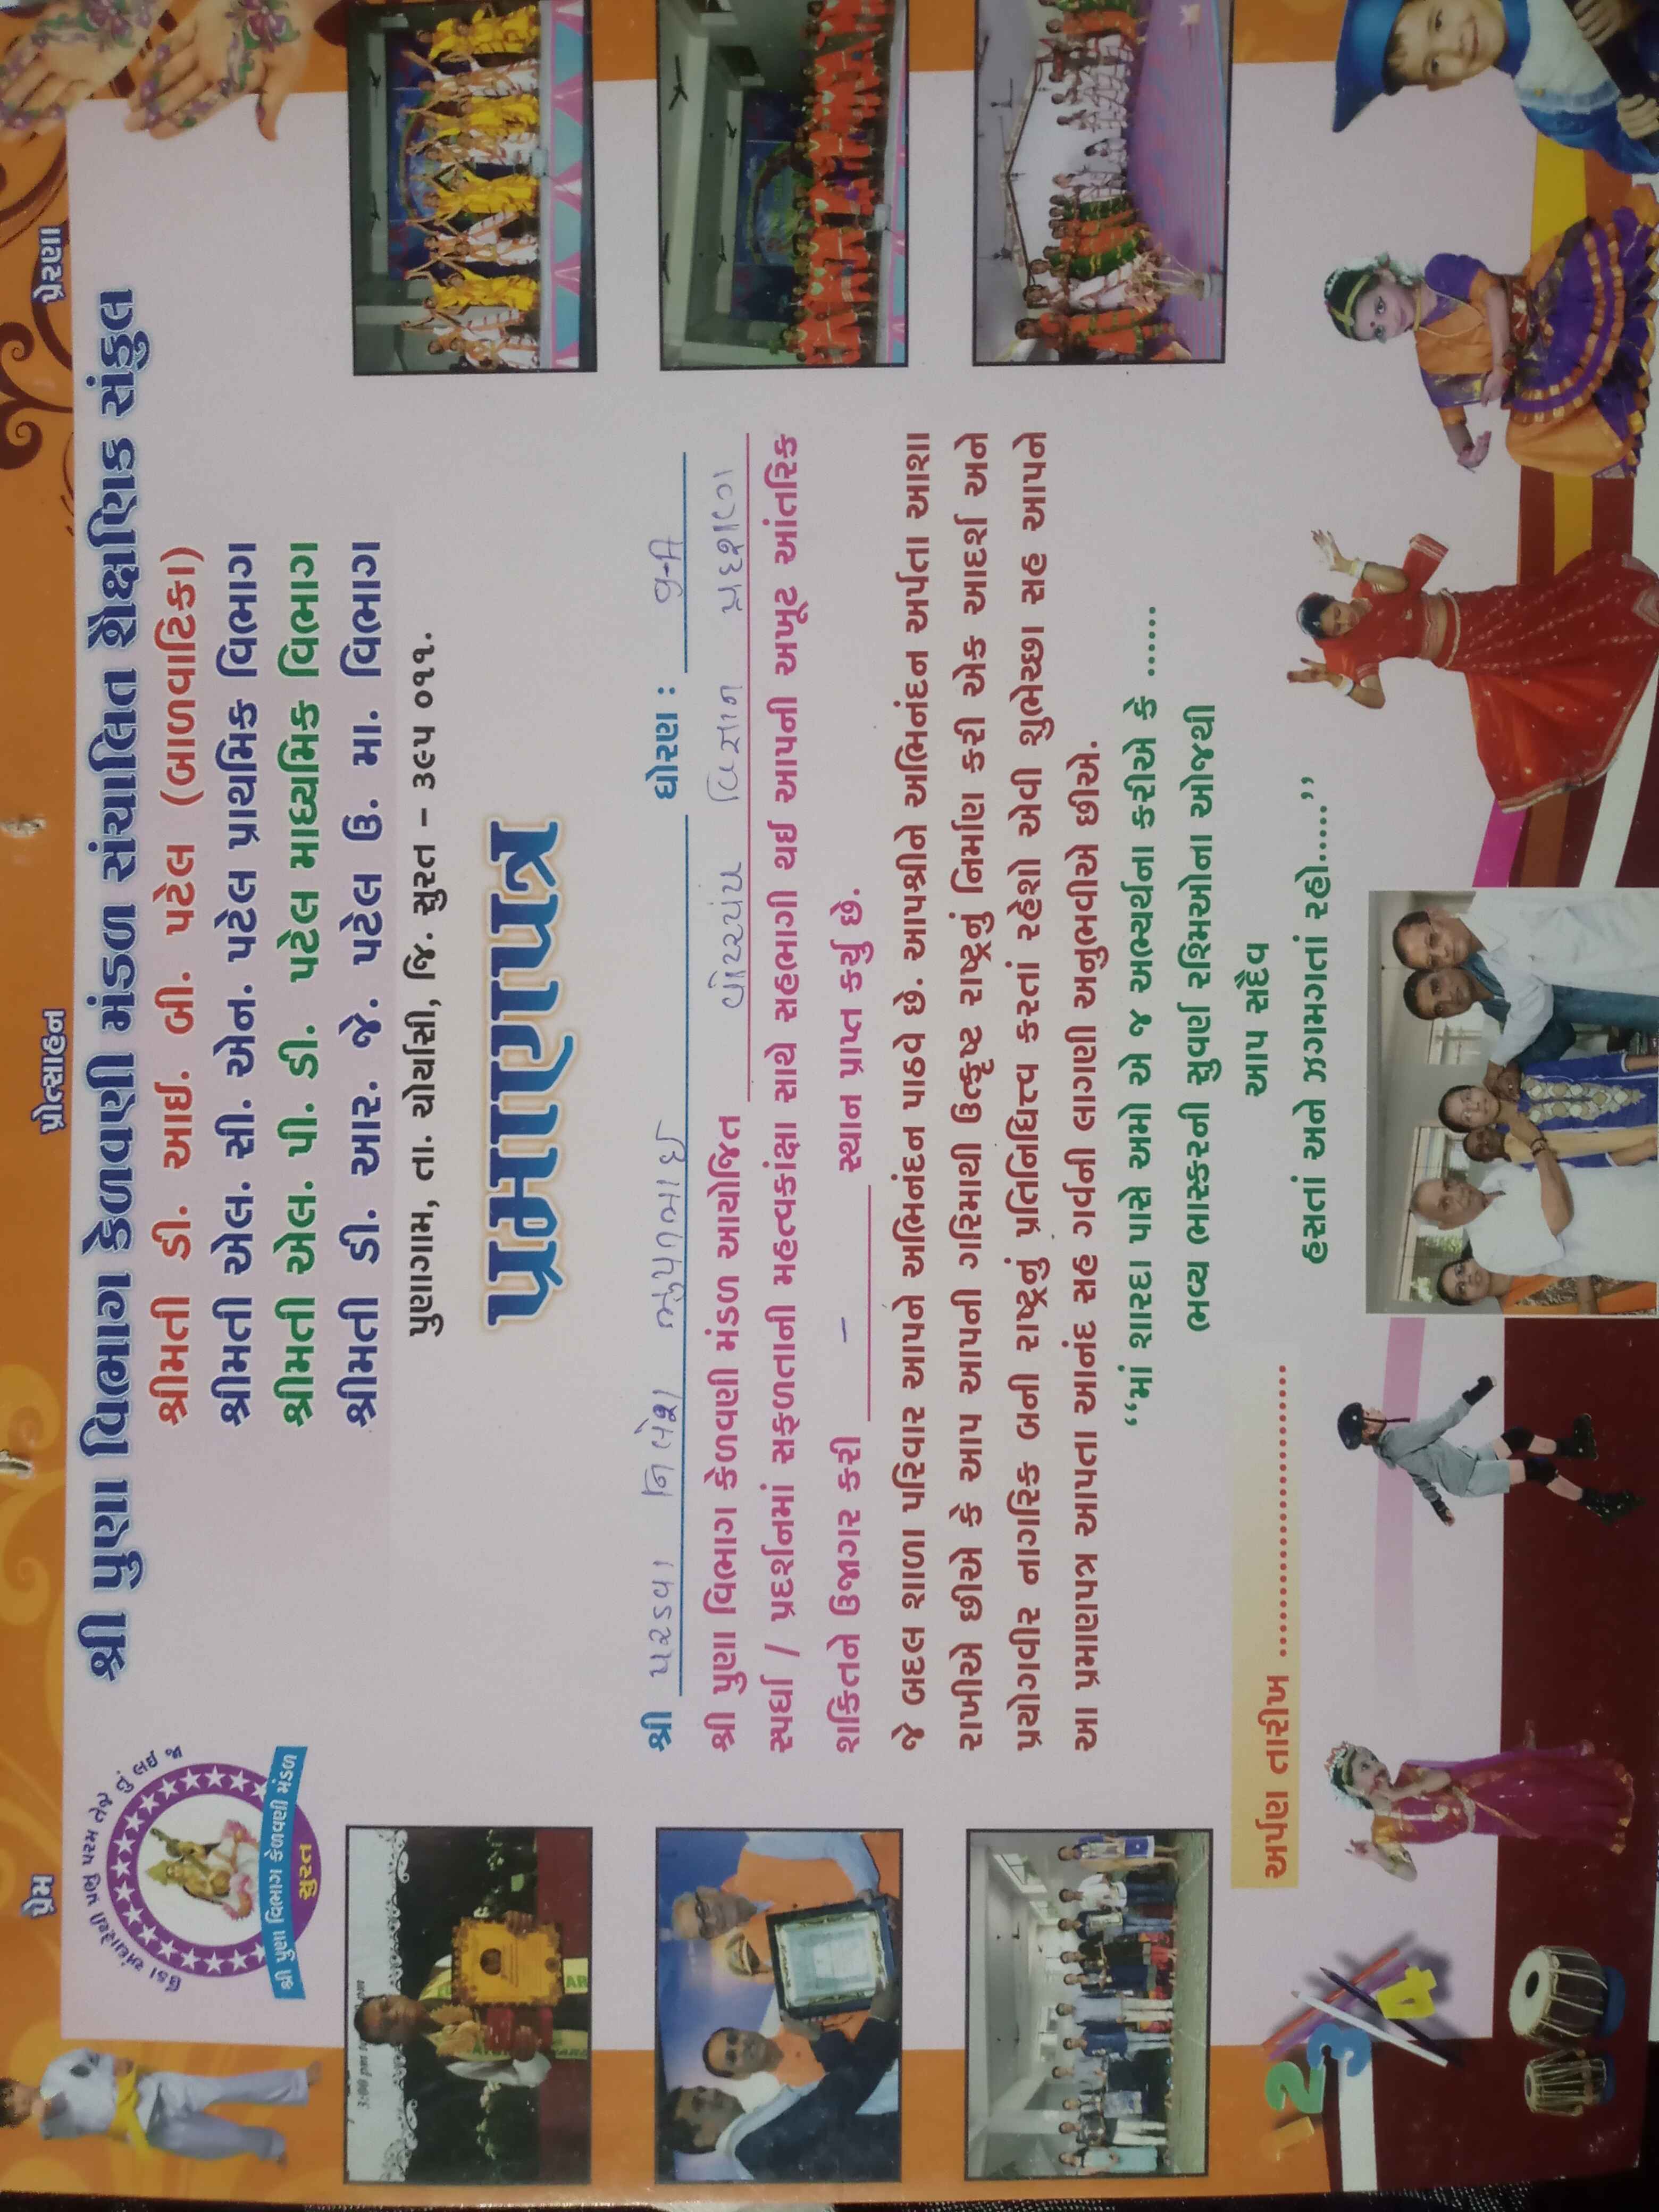 પ્રેમ
પ્રોત્સાહન
પ્રેરણા
ઉંડા અંધારેથી પ્રભુ પરમ તેજે તું લઈ જા
શ્રી પુણા વિભાગ કેળવણી મંડળ
સુરત
શ્રી પુણા વિભાગ કેળવણી મંડળ સંચાલિત શૈક્ષણિક સંકુલ
શ્રીમતી ડી. આઈ. બી. પટેલ (બાળવાટિકા)
શ્રીમતી એલ. સી. એન. પટેલ પ્રાથમિક વિભાગ
શ્રીમતી એલ. પી. ડી. પટેલ માધ્યમિક વિભાગ
શ્રીમતી ડી. આર. જે. પટેલ ઉ. મા. વિભાગ
પુણાગામ, તા. ચોર્યાસી, જિ. સુરત – ૩૯૫ ૦૧૧.
3:00 pm
પ્રમાણપત્ર
શ્રી પરડવા નિલેશ ભુપતભાઈ ધોરણ : 9-A
શ્રી પુણા વિભાગ કેળવણી મંડળ આયોજિત વિજ્ઞાન
સ્પર્ધા / પ્રદર્શનમાં સફળતાની મહત્વકાંક્ષા સાથે સહભાગી થઈ આપની અખૂટ આંતરિક
શકિતને ઉજાગર કરી – સ્થાન પ્રાપ્ત કર્યુ છે.
જે બદલ શાળા પરિવાર આપને અભિનંદન પાઠવે છે. આપશ્રીને અભિનંદન અર્પતા આશા
રાખીએ છીએ કે આપ આપની ગરિમાથી ઉત્કૃષ્ટ રાષ્ટ્રનું નિર્માણ કરી એક આદર્શ અને
પ્રયોગવીર નાગરિક બની રાષ્ટ્રનું પ્રતિનિધિત્ત્વ કરતાં રહેશો એવી શુભેચ્છા સહ આપને
આ પ્રમાણપત્ર આપતા આનંદ સહ ગર્વની લાગણી અનુભવીએ છીએ.
‘‘માં શારદા પાસે અમો એ જ અભ્યર્થના કરીએ કે ......
ભવ્ય ભાસ્કરની સુવર્ણ રશ્મિઓના ઓજથી
આપ સદૈવ
હસતાં અને ઝગમગતાં રહો.....’’
અર્પણ તારીખ ........................
1 2 3 4